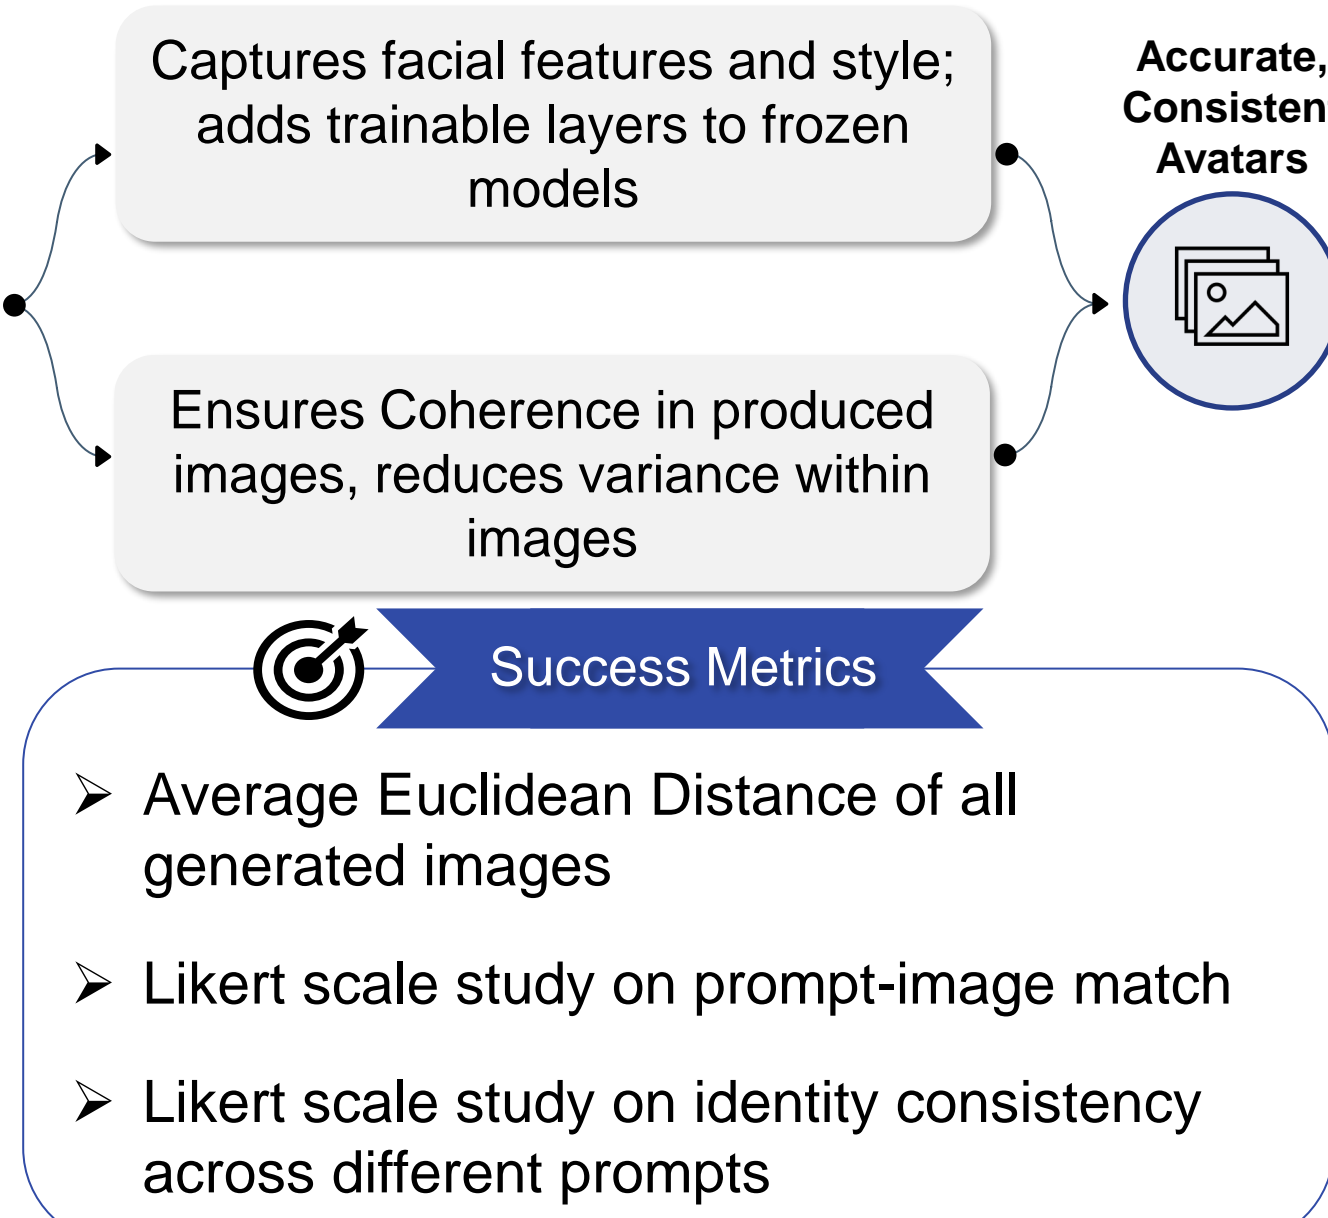 Captures facial features and style;
adds trainable layers to frozen
models
Accurate,
Consistent
Avatars
Ensures Coherence in produced
images, reduces variance within
images
Success Metrics
➢ Average Euclidean Distance of all
generated images
➢ Likert scale study on prompt-image match
➢ Likert scale study on identity consistency
across different prompts